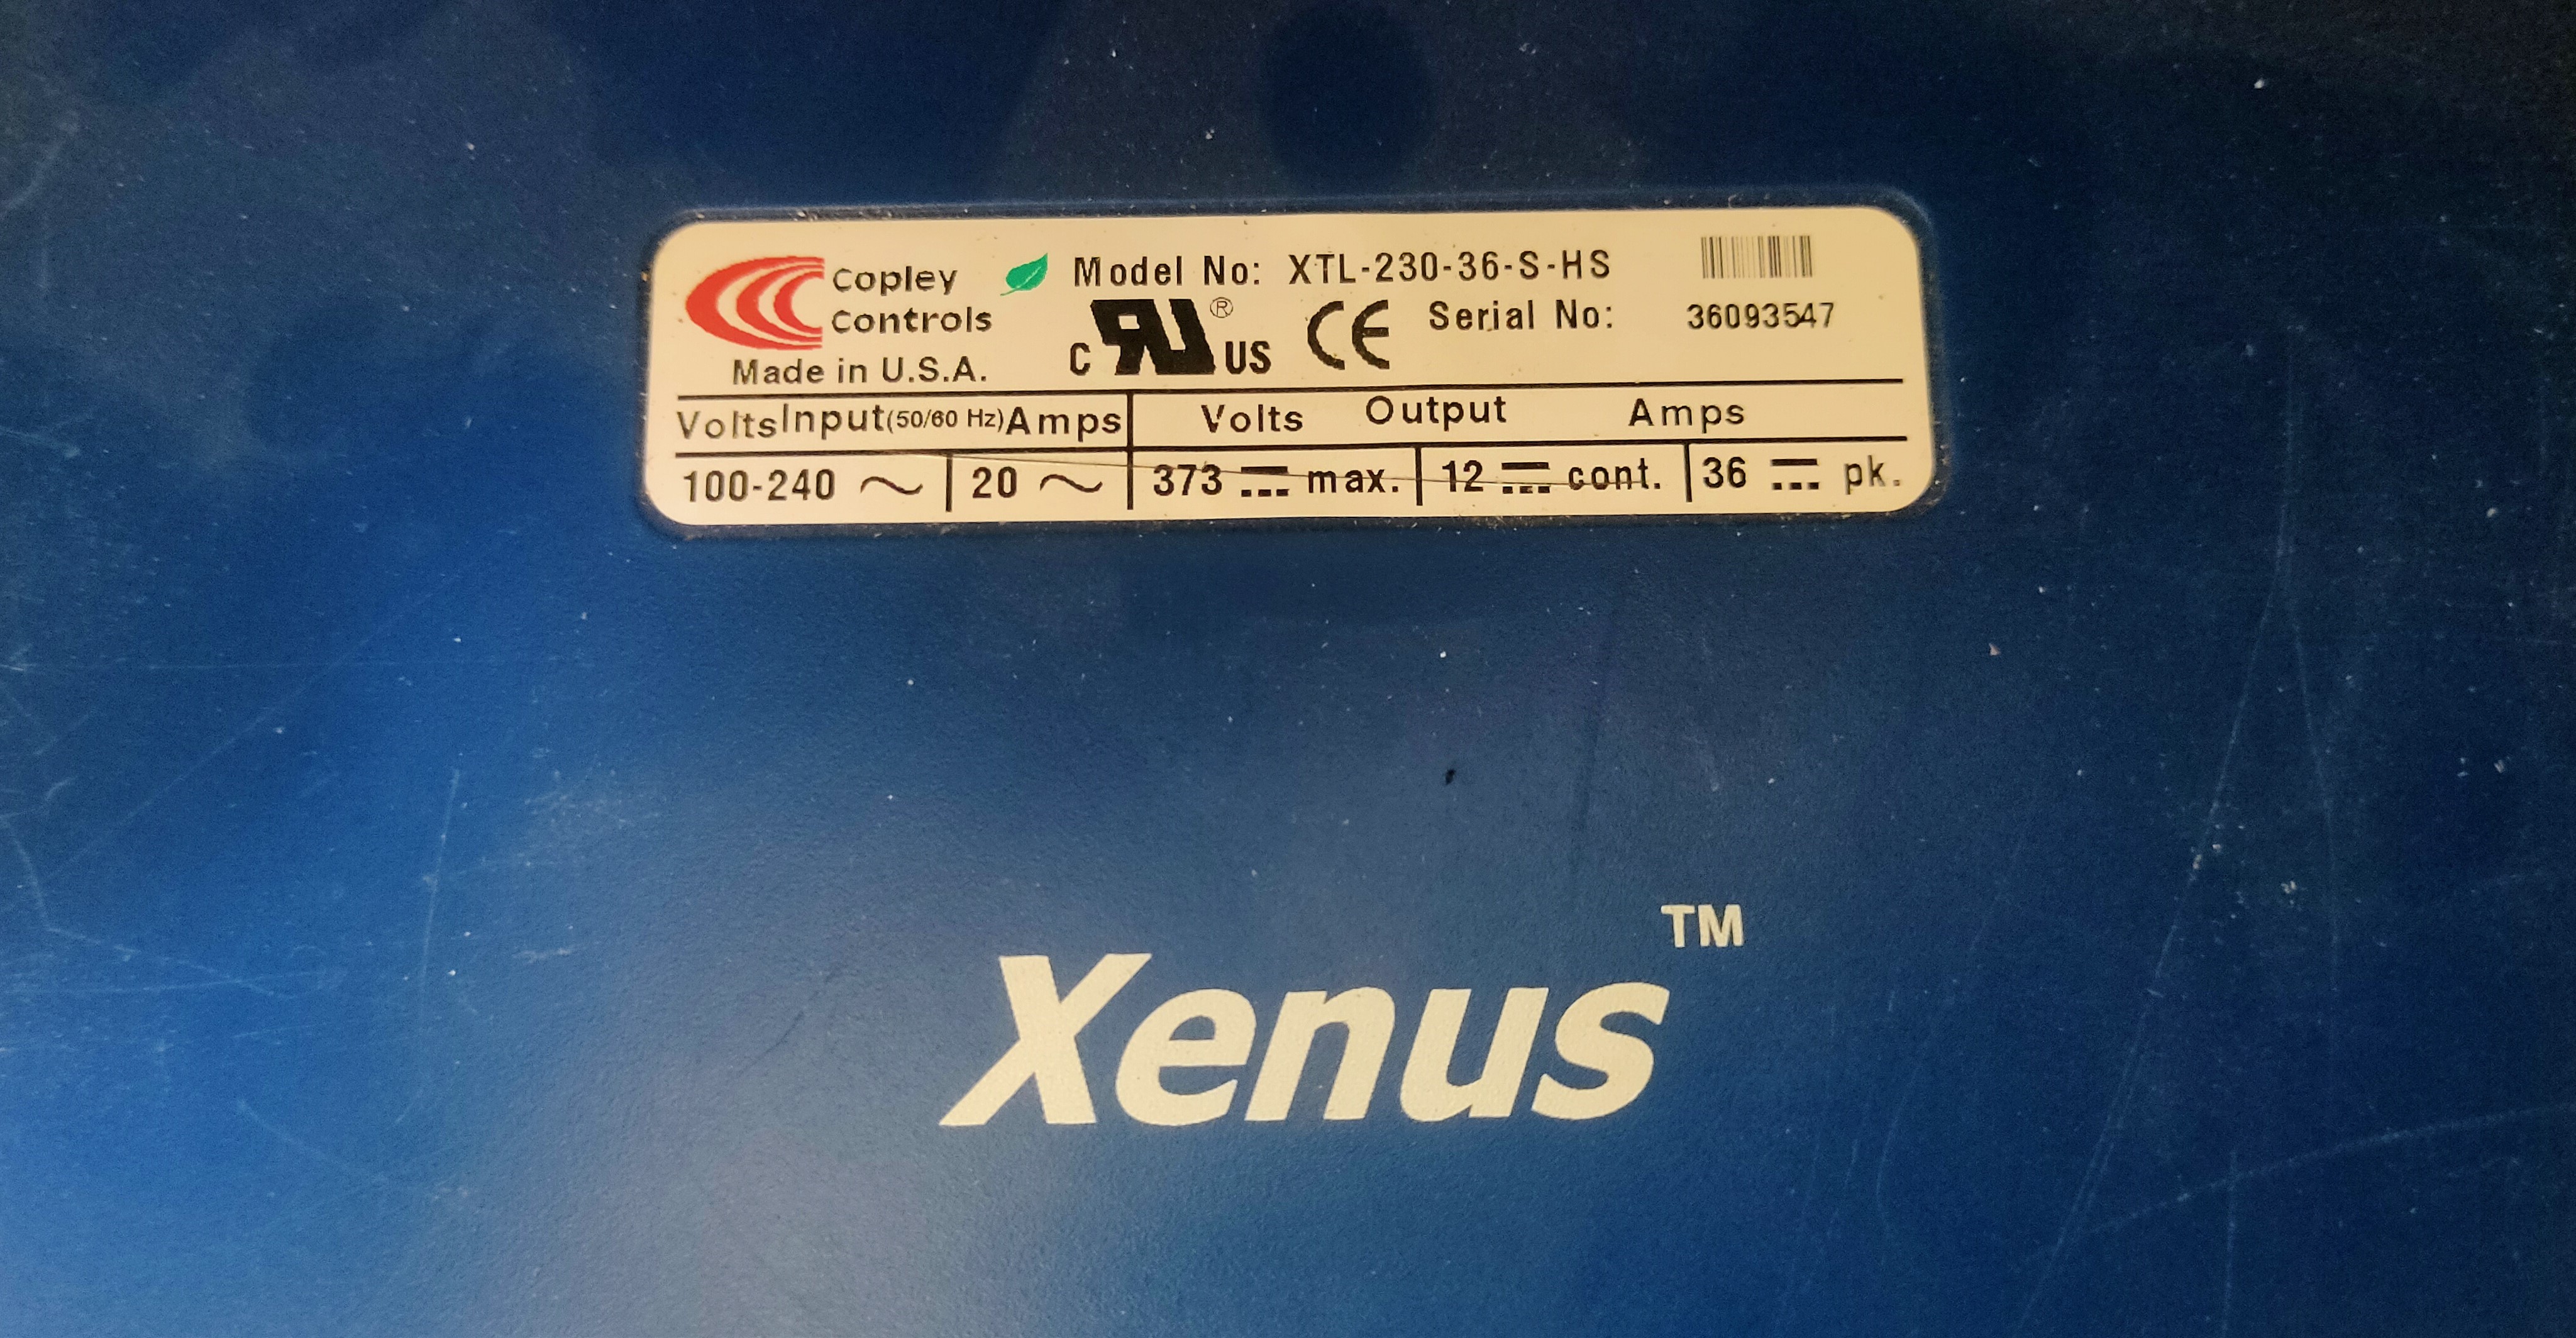 Copley
Controls
Made in U.S.A.
Model No: XTL-230-36-S-HS
C RU® US CE Serial No: 36093547
Volts Input (50/60 Hz) Amps Volts Output Amps
100-240 ~ 20 ~ 373 ⎓ max. 12 ⎓ cont. 36 ⎓ pk.
Xenus™